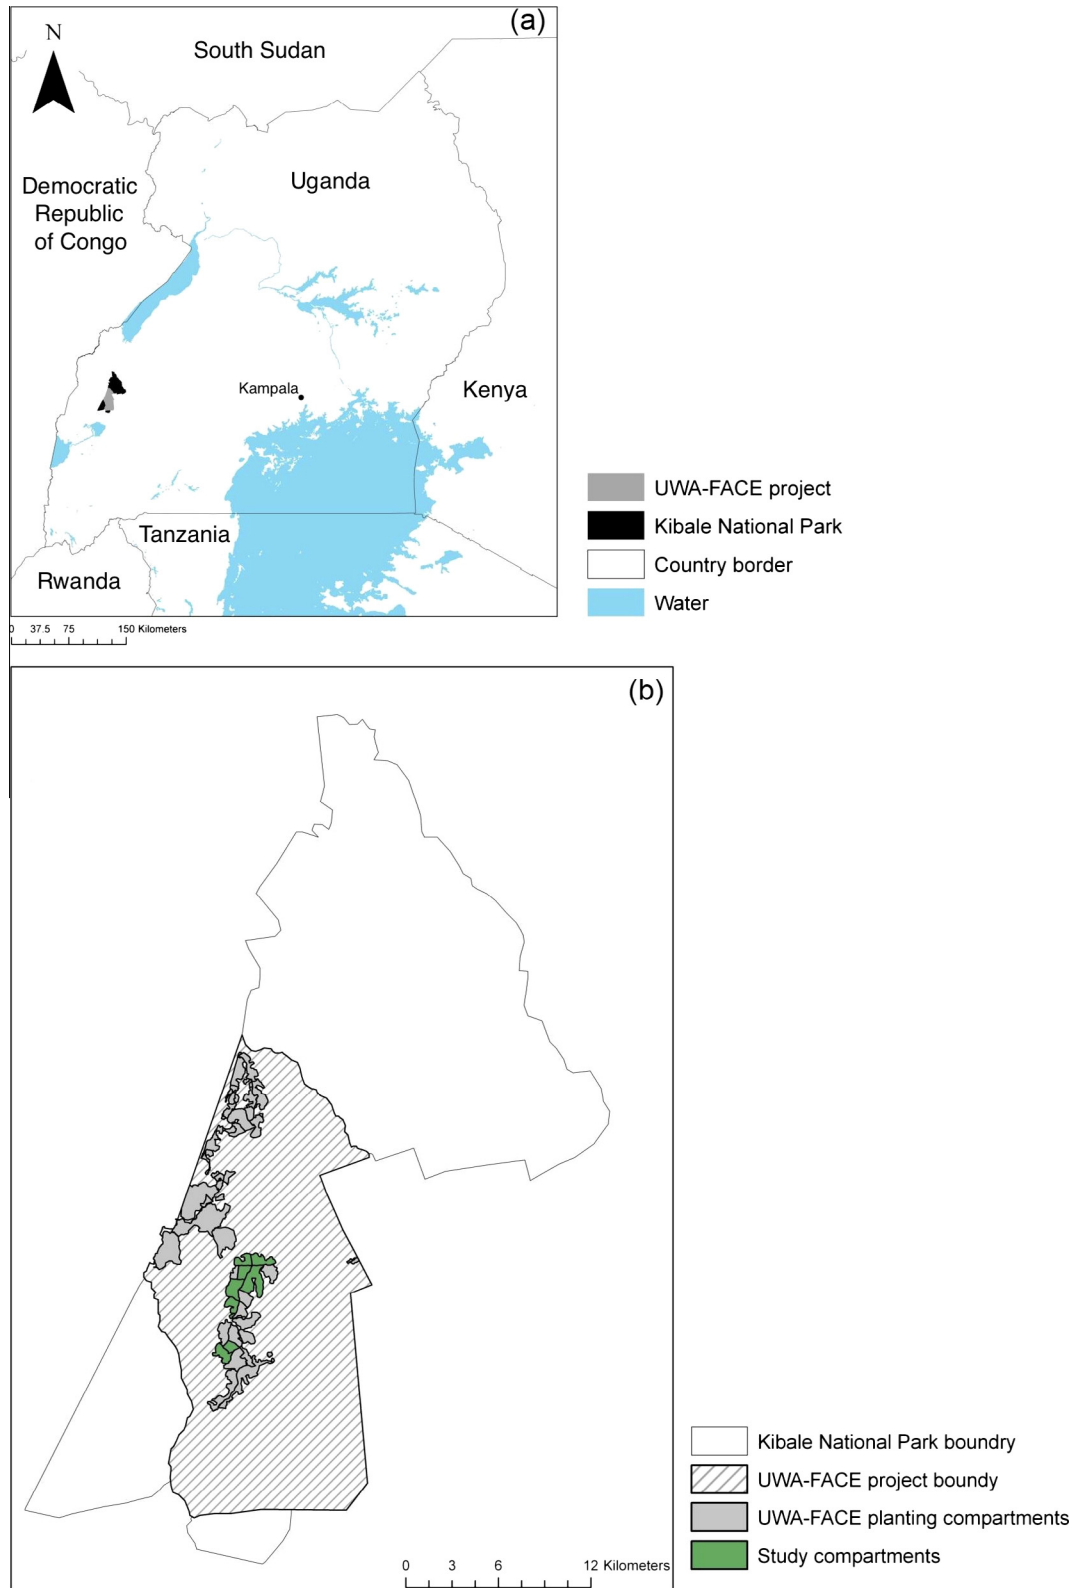 (a)
N
South Sudan
Democratic
Republic
of Congo
Uganda
Kampala
Kenya
Tanzania
Rwanda
UWA-FACE project
Kibale National Park
Country border
Water
0 37.5 75 150 Kilometers
(b)
Kibale National Park boundry
UWA-FACE project boundy
UWA-FACE planting compartments
Study compartments
0 3 6 12 Kilometers